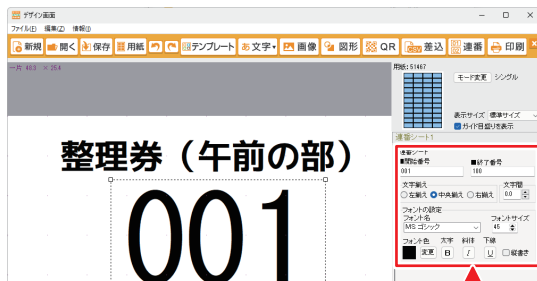 デザイン画面
ファイル(F) 編集(Z) 情報(I)
新規 開く 保存 用紙 テンプレート あ 文字 画像 図形 QR 差込 連番 印刷
一片 48.3 × 25.4
用紙: 51467
モード変更 シングル
表示サイズ 標準サイズ
ガイド目盛りを表示
連番シート1
連番シート
■開始番号 ■終了番号
001 100
文字揃え 文字間
左揃え 中央揃え 右揃え 0.0
フォントの設定
フォント名 フォントサイズ
MS ゴシック 45
フォント色 太字 斜体 下線
変更 B I U 縦書き
整理券（午前の部）
001